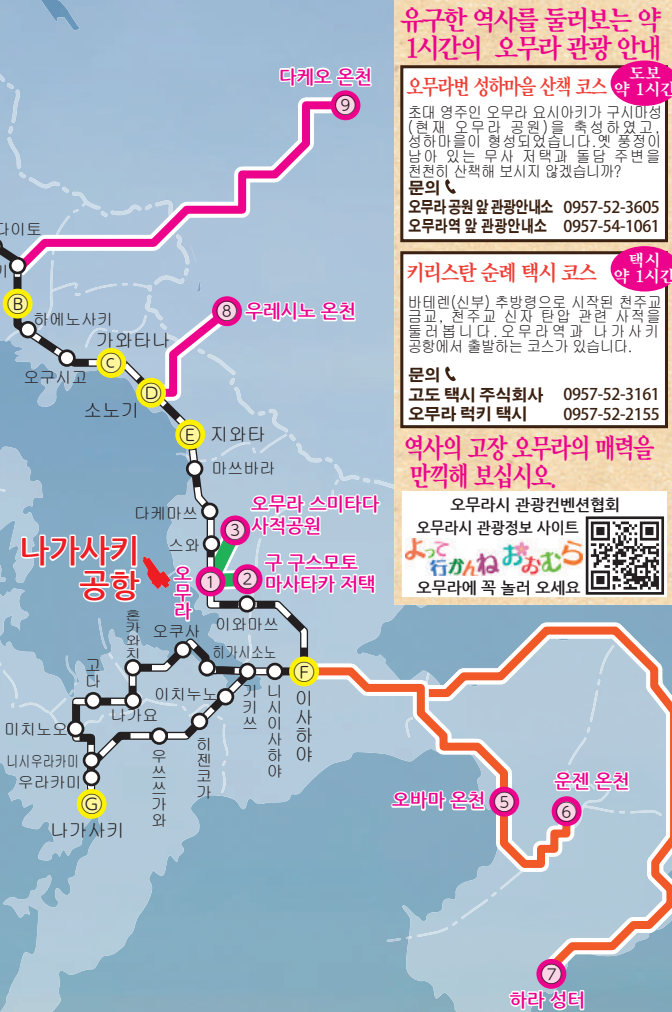 유구한 역사를 둘러보는 약
1시간의 오무라 관광 안내
오무라번 성하마을 산책 코스
도보
약 1시간
초대 영주인 오무라 요시아키가 구시마성
(현재 오무라 공원)을 축성하였고,
성하마을이 형성되었습니다.옛 풍정이
남아 있는 무사 저택과 돌담 주변을
천천히 산책해 보시지 않겠습니까?
문의
오무라 공원 앞 관광안내소 0957-52-3605
오무라역 앞 관광안내소 0957-54-1061
키리스탄 순례 택시 코스
택시
약 1시간
바테렌(신부) 추방령으로 시작된 천주교
금교, 천주교 신자 탄압 관련 사적을
둘러봅니다.오무라역과 나가사키
공항에서 출발하는 코스가 있습니다.
문의
고도 택시 주식회사 0957-52-3161
오무라 럭키 택시 0957-52-2155
역사의 고장 오무라의 매력을
만끽해 보십시오.
오무라시 관광컨벤션협회
오무라시 관광정보 사이트
よって
行かんね おおむら
오무라에 꼭 놀러 오세요
다케오 온천
9
다이토
B
하에노사키
8
우레시노 온천
가와타나
C
오구시고
D
소노기
E
지와타
마쓰바라
다케마쓰
3
오무라 스미타다
사적공원
스와
나가사키
공항
오무라
1
2
구 구스모토
마사타카 저택
이와마쓰
혼카와치
오쿠사
히가시소노
F
고다
이치누노
기키쓰
니시이사하야
이사하야
나가요
미치노오
히젠코가
우쓰쓰가와
니시우라카미
우라카미
G
나가사키
오바마 온천
5
운젠 온천
6
7
하라 성터